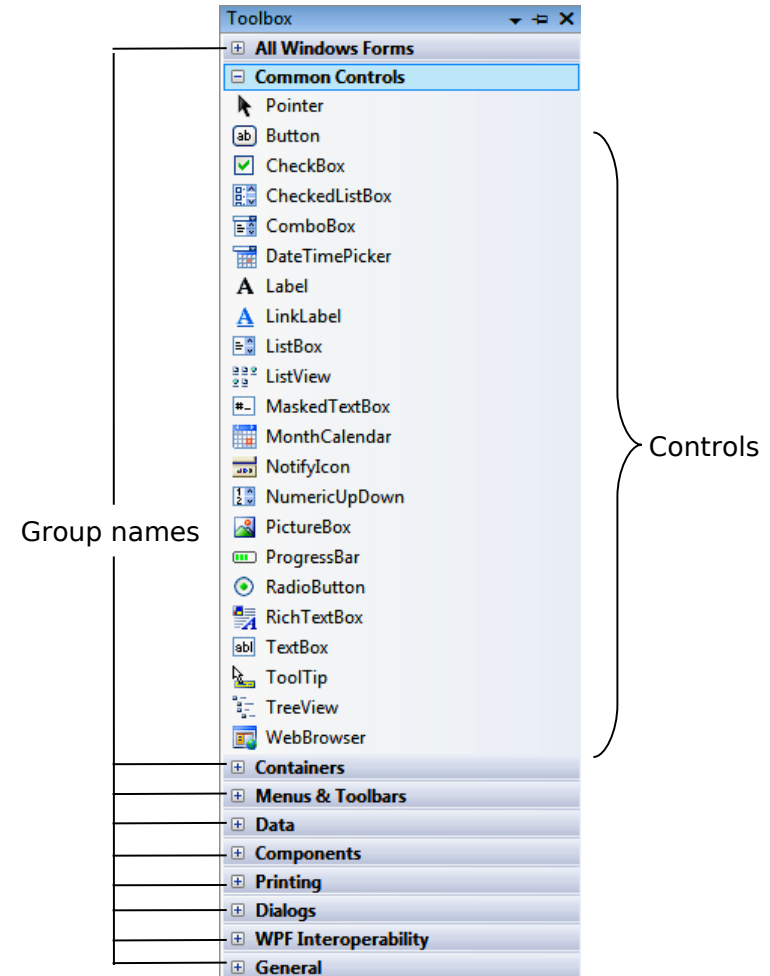 Toolbox
All Windows Forms
Common Controls
Pointer
Button
CheckBox
CheckedListBox
ComboBox
DateTimePicker
Label
LinkLabel
ListBox
ListView
MaskedTextBox
MonthCalendar
NotifyIcon
NumericUpDown
PictureBox
ProgressBar
RadioButton
RichTextBox
TextBox
ToolTip
TreeView
WebBrowser
Containers
Menus & Toolbars
Data
Components
Printing
Dialogs
WPF Interoperability
General
Group names
Controls